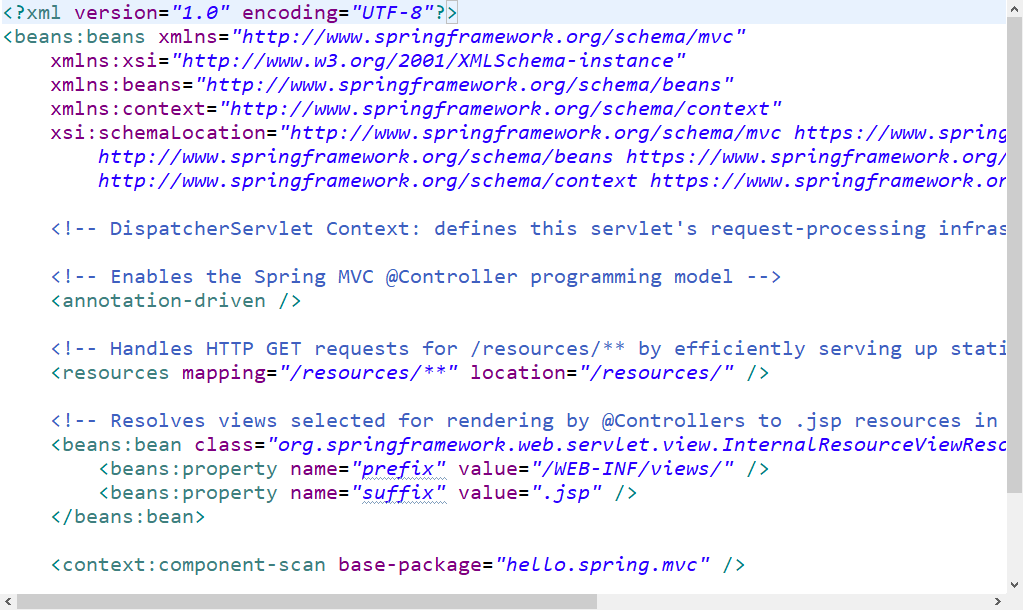 <?xml version="1.0" encoding="UTF-8"?>
<beans:beans xmlns="http://www.springframework.org/schema/mvc"
    xmlns:xsi="http://www.w3.org/2001/XMLSchema-instance"
    xmlns:beans="http://www.springframework.org/schema/beans"
    xmlns:context="http://www.springframework.org/schema/context"
    xsi:schemaLocation="http://www.springframework.org/schema/mvc https://www.spring
        http://www.springframework.org/schema/beans https://www.springframework.org/
        http://www.springframework.org/schema/context https://www.springframework.or

    <!-- DispatcherServlet Context: defines this servlet's request-processing infras

    <!-- Enables the Spring MVC @Controller programming model -->
    <annotation-driven />

    <!-- Handles HTTP GET requests for /resources/** by efficiently serving up stati
    <resources mapping="/resources/**" location="/resources/" />

    <!-- Resolves views selected for rendering by @Controllers to .jsp resources in
    <beans:bean class="org.springframework.web.servlet.view.InternalResourceViewReso
        <beans:property name="prefix" value="/WEB-INF/views/" />
        <beans:property name="suffix" value=".jsp" />
    </beans:bean>

    <context:component-scan base-package="hello.spring.mvc" />